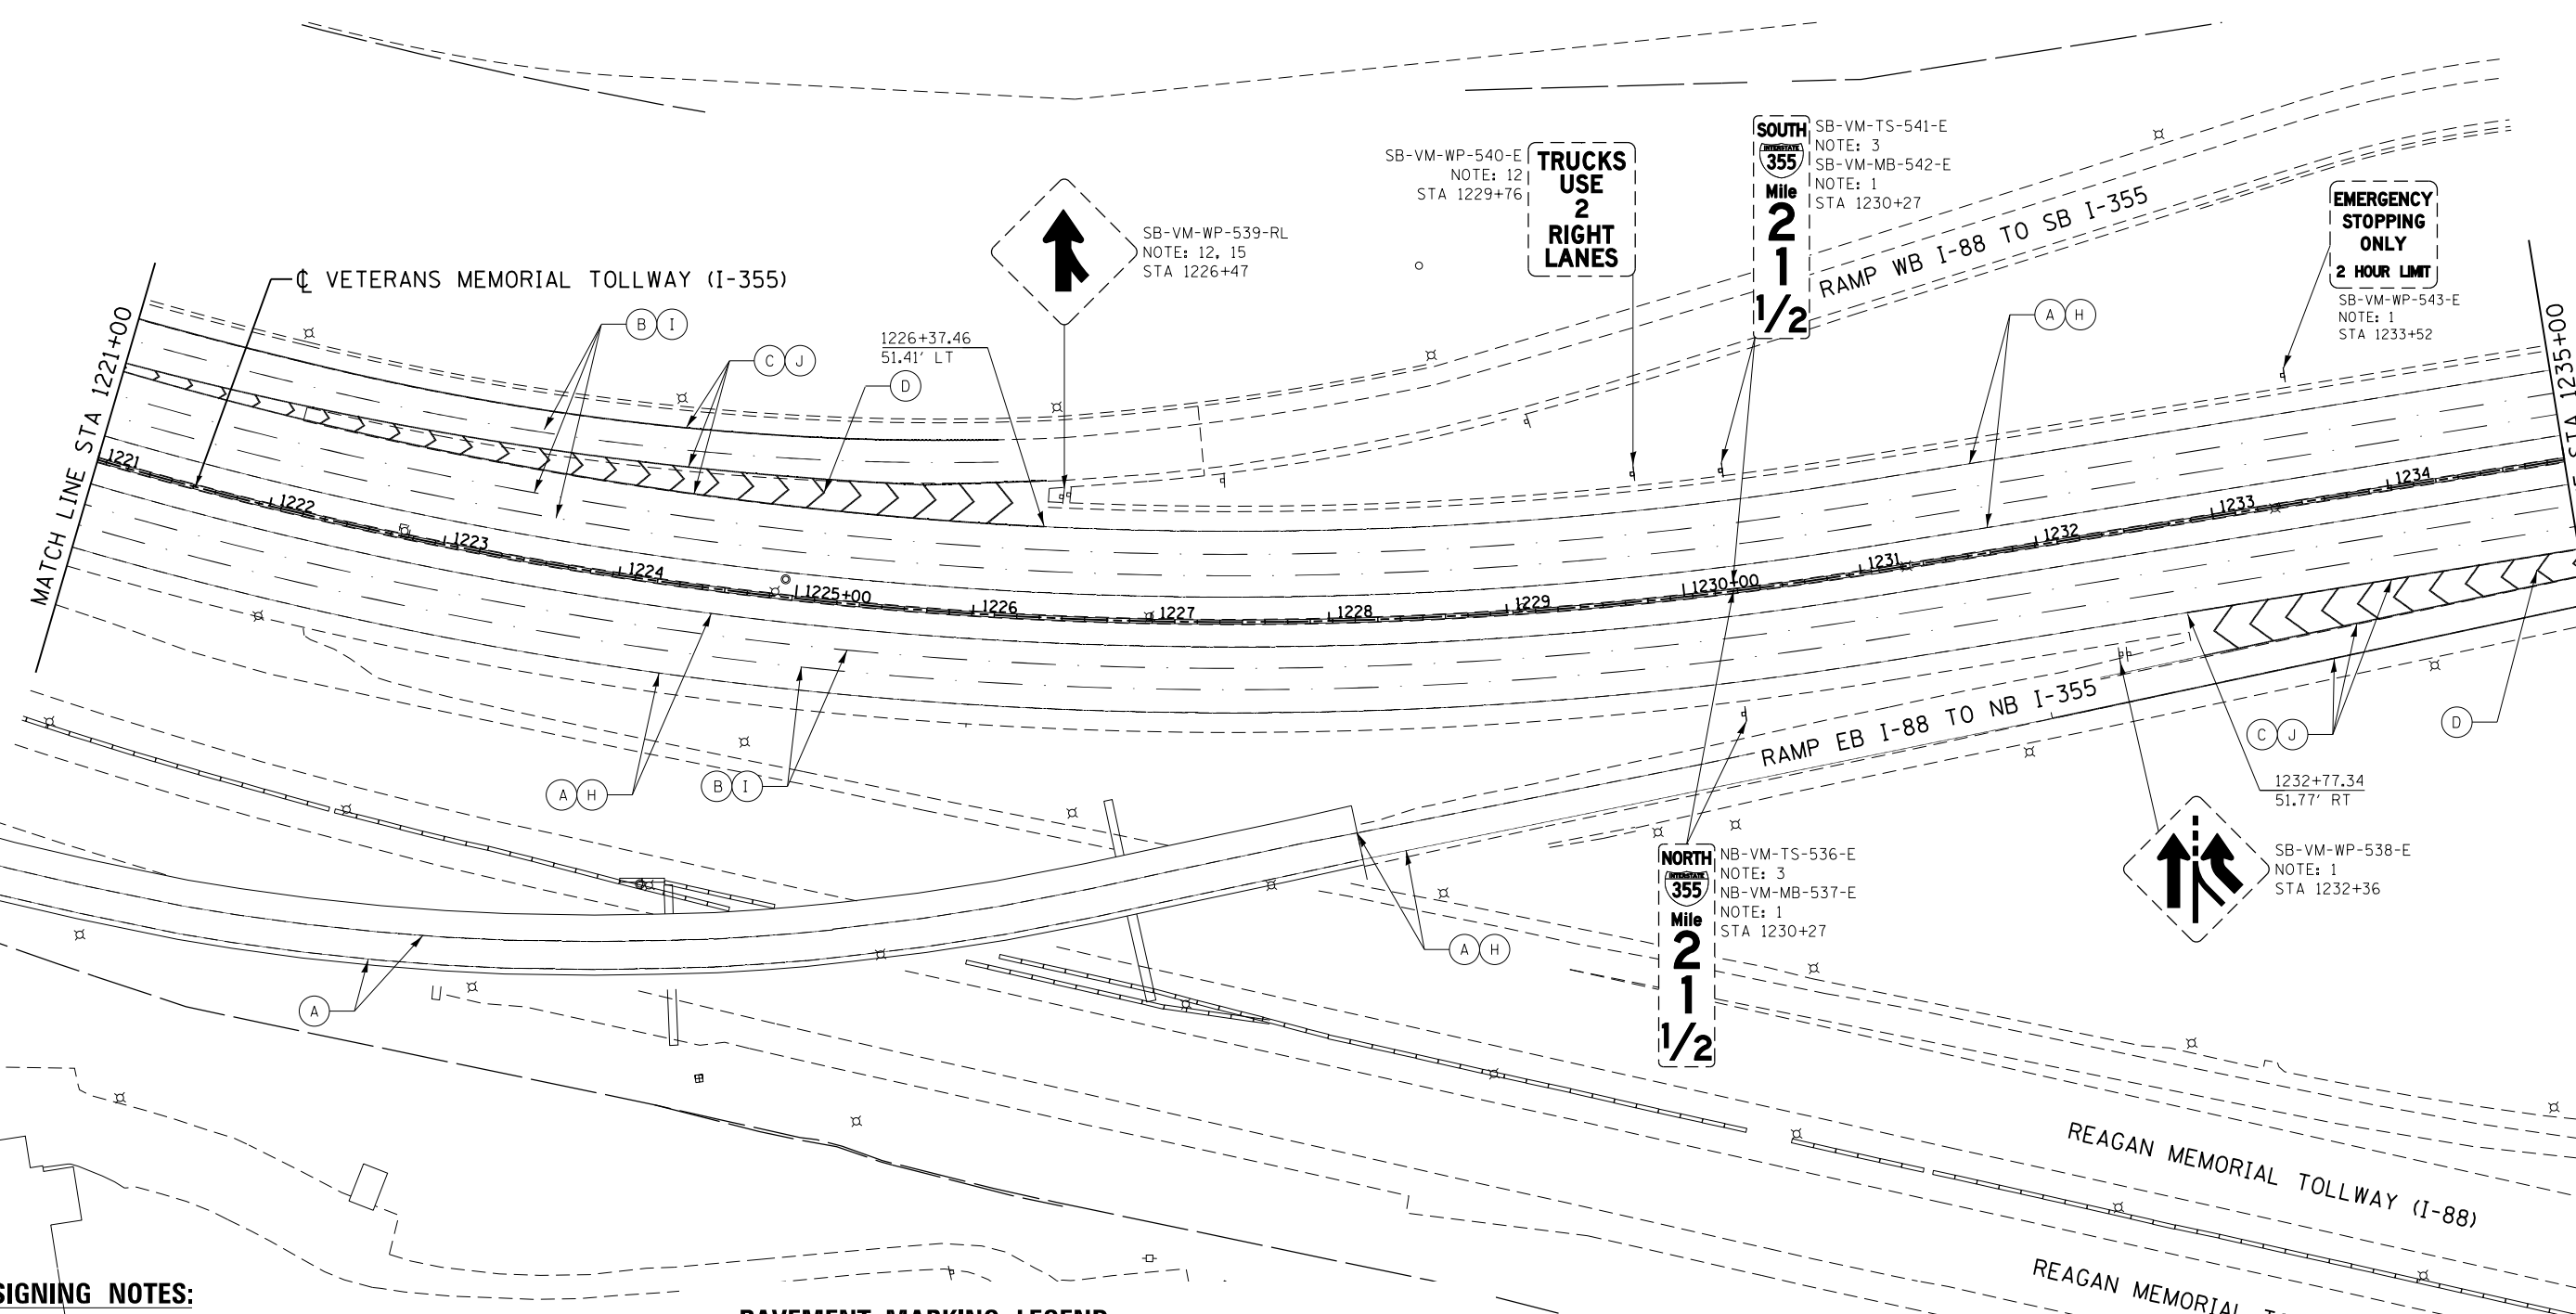 SOUTH
INTERSTATE
355
Mile
2
1
1/2
SB-VM-TS-541-E
NOTE: 3
SB-VM-MB-542-E
NOTE: 1
STA 1230+27
SB-VM-WP-540-E
NOTE: 12
STA 1229+76
TRUCKS
USE
2
RIGHT
LANES
RAMP WB I-88 TO SB I-355
EMERGENCY
STOPPING
ONLY
2 HOUR LIMIT
SB-VM-WP-543-E
NOTE: 1
STA 1233+52
SB-VM-WP-539-RL
NOTE: 12, 15
STA 1226+47
℄ VETERANS MEMORIAL TOLLWAY (I-355)
MATCH LINE STA 1221+00
B I
C J
D
1226+37.46
51.41' LT
A H
STA 1235+00
1221
1222
1223
1224
1225+00
1226
1227
1228
1229
1230+00
1231
1232
1233
1234
A H
B I
RAMP EB I-88 TO NB I-355
C J
D
1232+77.34
51.77' RT
SB-VM-WP-538-E
NOTE: 1
STA 1232+36
NORTH
INTERSTATE
355
Mile
2
1
1/2
NB-VM-TS-536-E
NOTE: 3
NB-VM-MB-537-E
NOTE: 1
STA 1230+27
A H
A
REAGAN MEMORIAL TOLLWAY (I-88)
REAGAN MEMORIAL
SIGNING NOTES:
PAVEMENT MARKING LEGEND